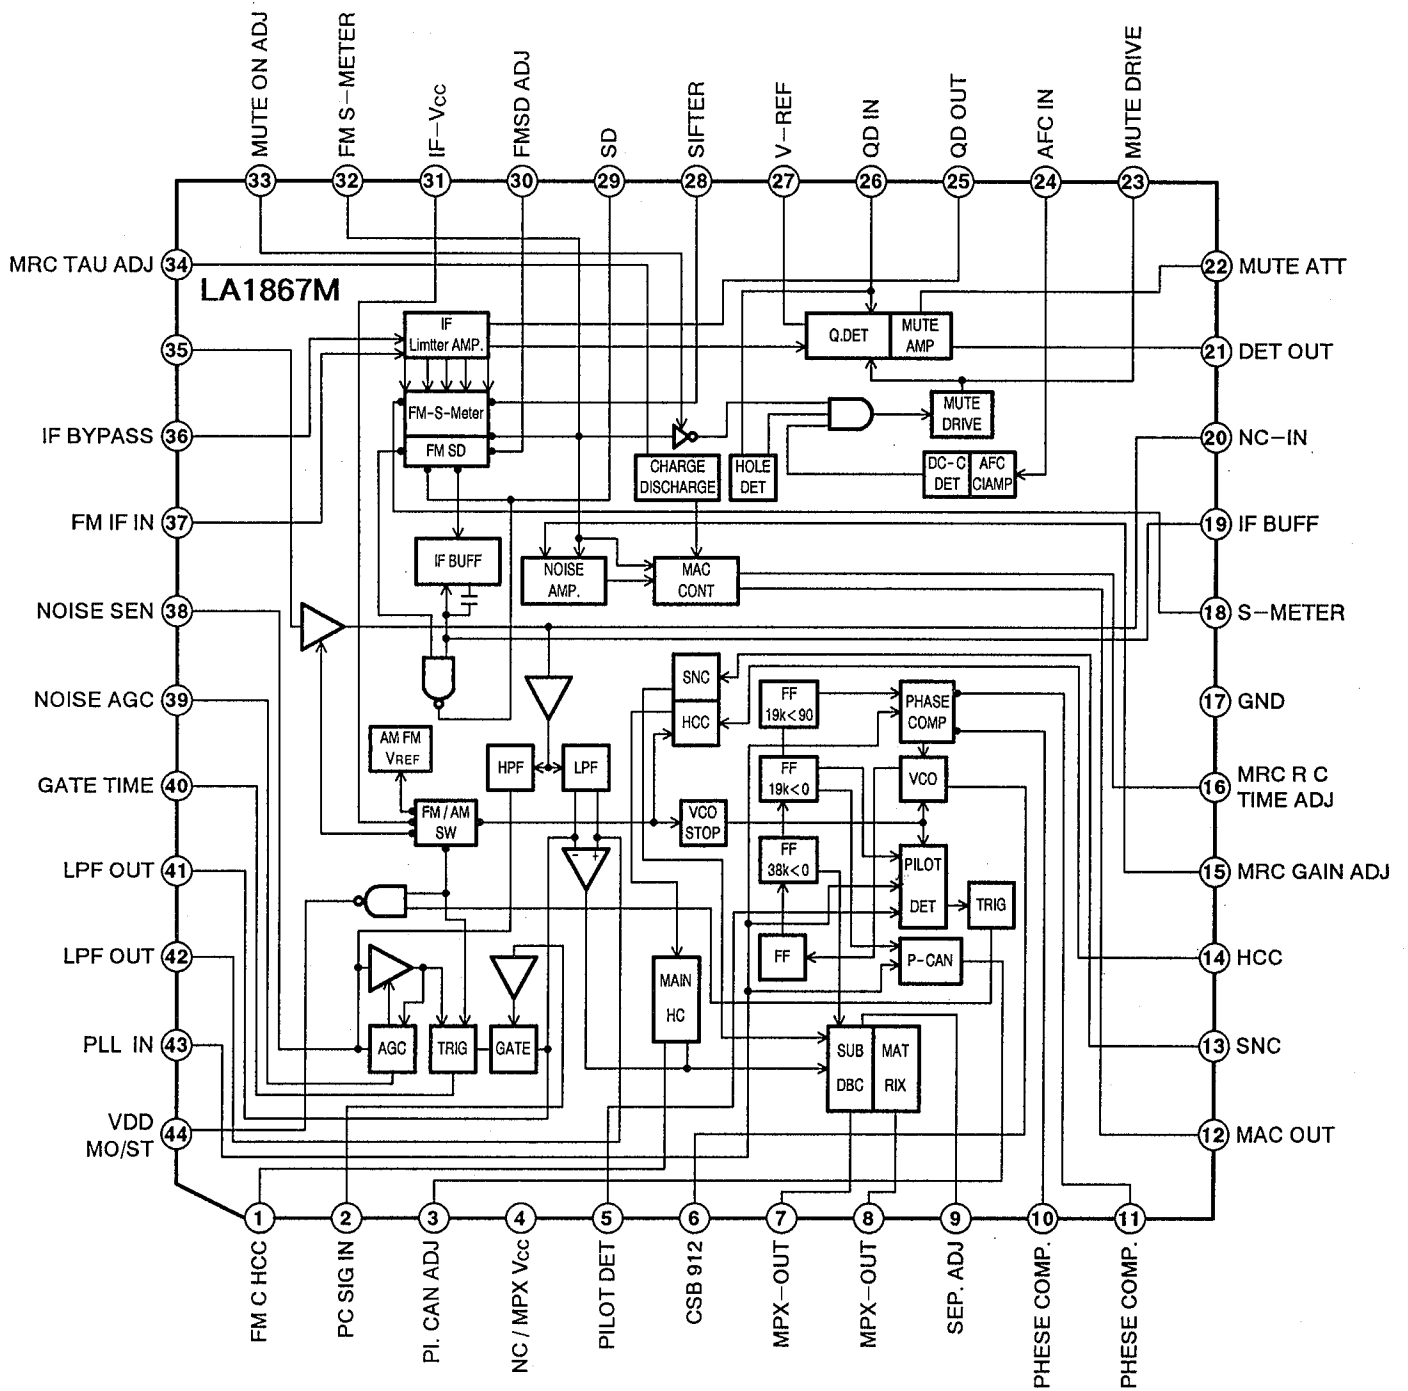 MUTE ON ADJ
FM S-METER
IF-Vcc
FMSD ADJ
SD
SIFTER
V-REF
QD IN
QD OUT
AFC IN
MUTE DRIVE
33
32
31
30
29
28
27
26
25
24
23
MRC TAU ADJ 34
LA1867M
22 MUTE ATT
35
IF
Limtter AMP.
Q.DET
MUTE
AMP
21 DET OUT
FM-S-Meter
FM SD
MUTE
DRIVE
IF BYPASS 36
20 NC-IN
CHARGE
DISCHARGE
HOLE
DET
DC-C
DET
AFC
ClAMP
FM IF IN 37
19 IF BUFF
IF BUFF
NOISE
AMP.
MAC
CONT
NOISE SEN 38
18 S-METER
SNC
HCC
FF
19k<90
PHASE
COMP
NOISE AGC 39
17 GND
AM FM
VREF
HPF
LPF
FF
19k<0
VCO
GATE TIME 40
16 MRC R C
TIME ADJ
FM / AM
SW
VCO
STOP
FF
38k<0
PILOT
DET
TRIG
LPF OUT 41
15 MRC GAIN ADJ
- +
FF
P-CAN
LPF OUT 42
14 HCC
MAIN
HC
PLL IN 43
AGC
TRIG
GATE
SUB
DBC
MAT
RIX
13 SNC
VDD
MO/ST 44
12 MAC OUT
1
2
3
4
5
6
7
8
9
10
11
FM C HCC
PC SIG IN
PI. CAN ADJ
NC / MPX Vcc
PILOT DET
CSB 912
MPX-OUT
MPX-OUT
SEP. ADJ
PHESE COMP.
PHESE COMP.